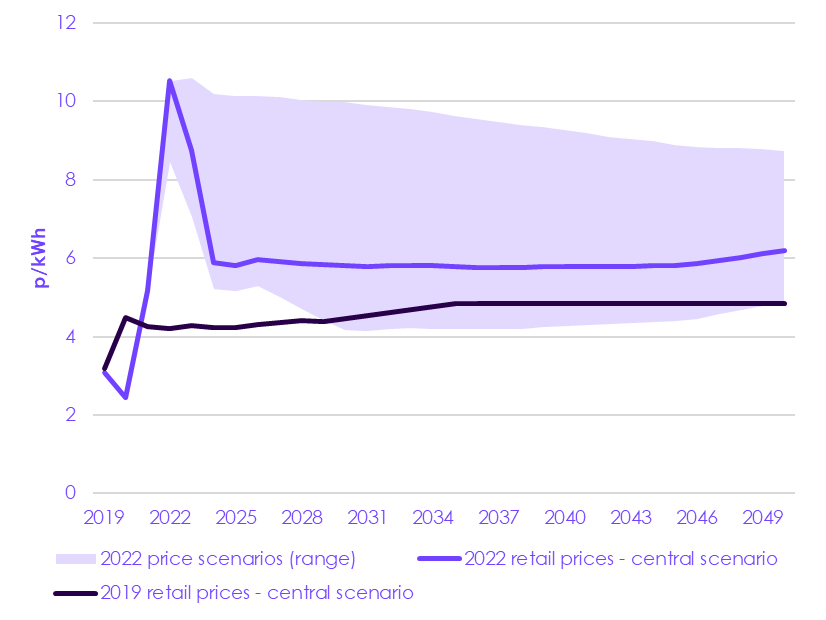 12
10
8
6
4
2
0
p/kWh
2019 2022 2025 2028 2031 2034 2037 2040 2043 2046 2049
2022 price scenarios (range) 2022 retail prices - central scenario
2019 retail prices - central scenario